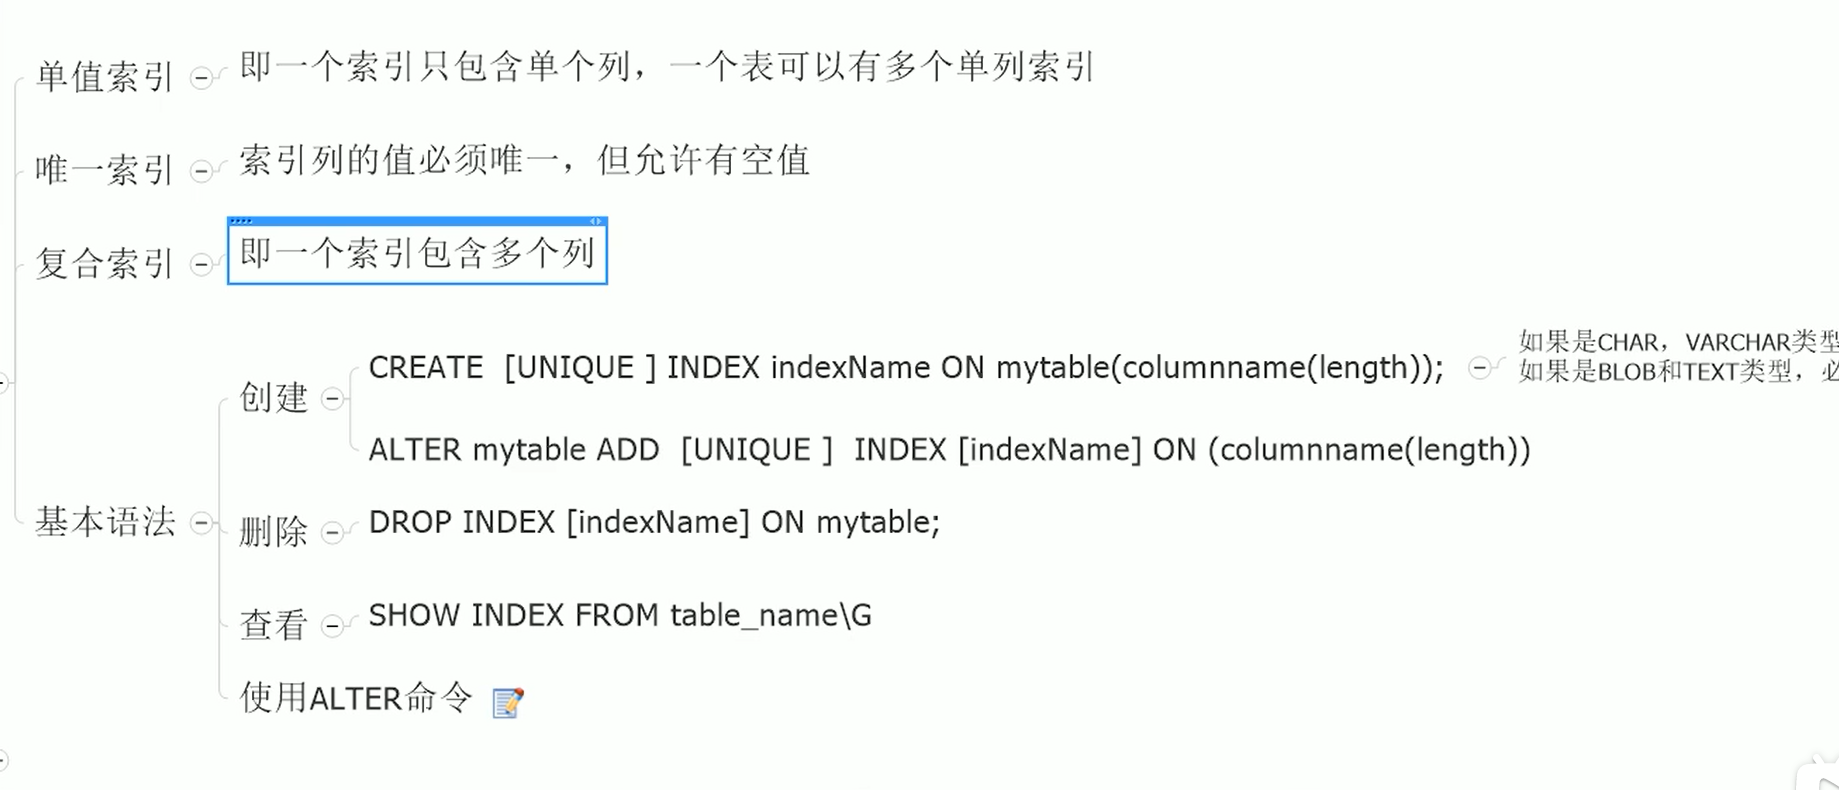 单值索引
即一个索引只包含单个列，一个表可以有多个单列索引
唯一索引
索引列的值必须唯一，但允许有空值
复合索引
即一个索引包含多个列
基本语法
创建
CREATE  [UNIQUE ] INDEX indexName ON mytable(columnname(length));
如果是CHAR，VARCHAR类型
如果是BLOB和TEXT类型，必
ALTER mytable ADD  [UNIQUE ]  INDEX [indexName] ON (columnname(length))
删除
DROP INDEX [indexName] ON mytable;
查看
SHOW INDEX FROM table_name\G
使用ALTER命令